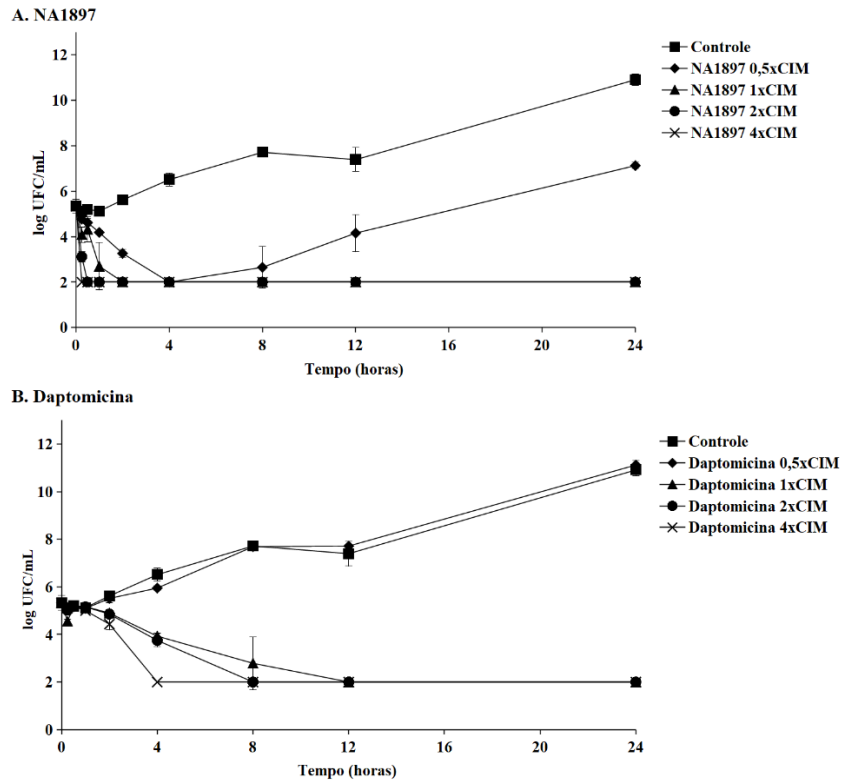 A. NA1897
12
10
8
6
4
2
0
log UFC/mL
0
4
8
12
16
20
24
Tempo (horas)
Controle
NA1897 0,5xCIM
NA1897 1xCIM
NA1897 2xCIM
NA1897 4xCIM
B. Daptomicina
12
10
8
6
4
2
0
log UFC/mL
0
4
8
12
16
20
24
Tempo (horas)
Controle
Daptomicina 0,5xCIM
Daptomicina 1xCIM
Daptomicina 2xCIM
Daptomicina 4xCIM